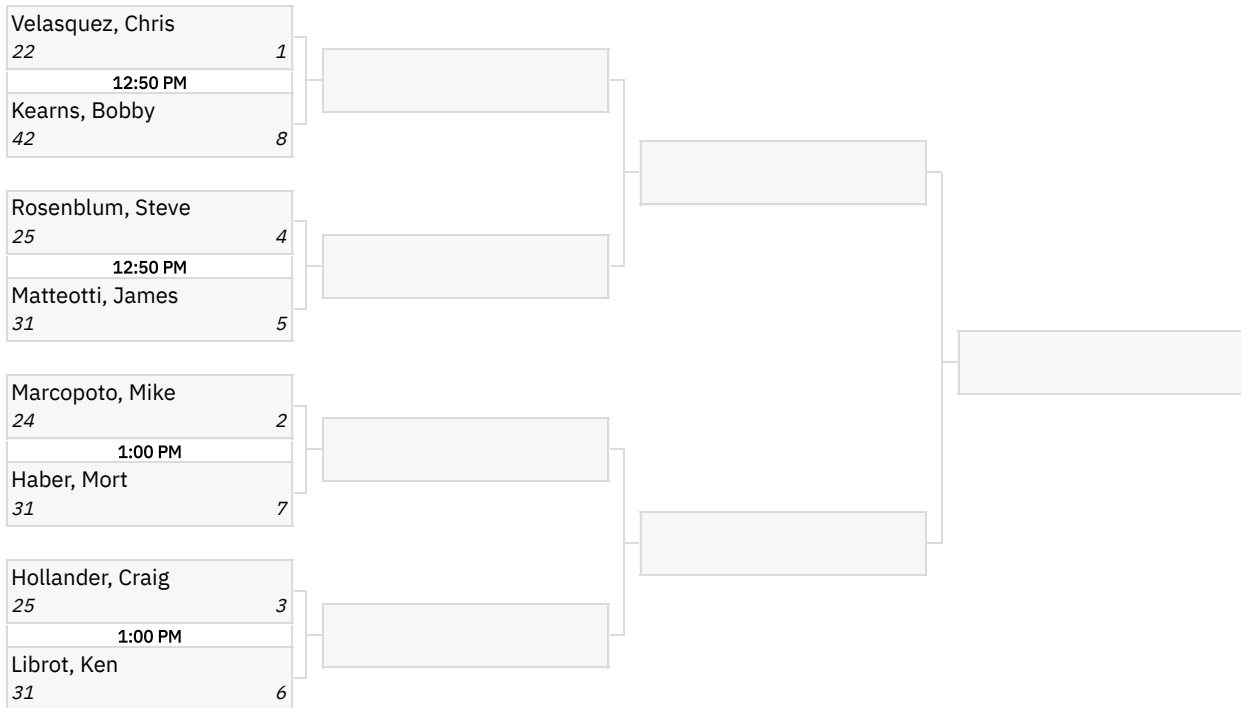 Velasquez, Chris
22 1
12:50 PM
Kearns, Bobby
42 8
Rosenblum, Steve
25 4
12:50 PM
Matteotti, James
31 5
Marcopoto, Mike
24 2
1:00 PM
Haber, Mort
31 7
Hollander, Craig
25 3
1:00 PM
Librot, Ken
31 6